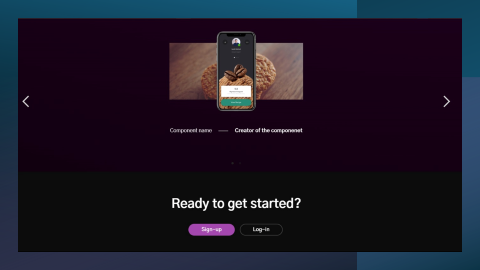 Component name — Creator of the componenet
Ready to get started?
Sign-up Log-in